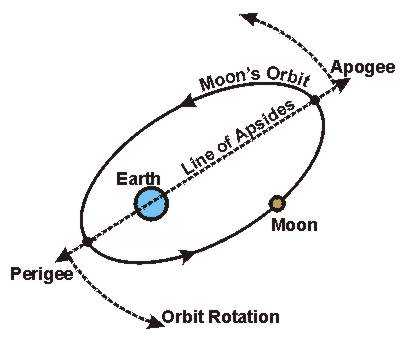 Apogee
Moon's Orbit
Line of Apsides
Earth
Moon
Perigee
Orbit Rotation